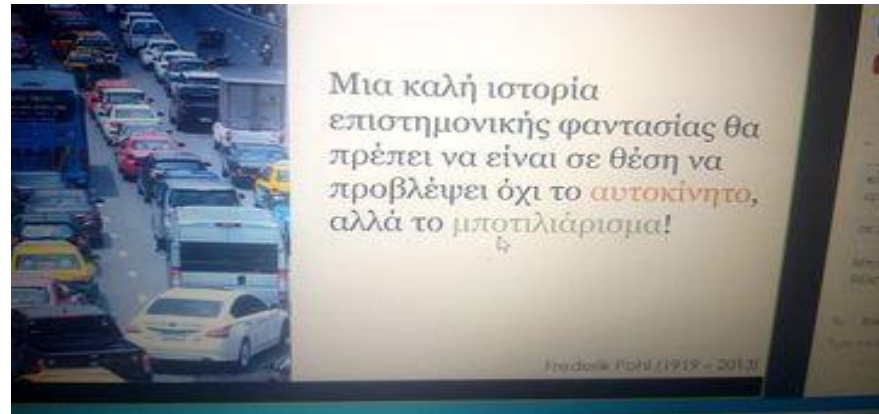 Μια καλή ιστορία
επιστημονικής φαντασίας θα
πρέπει να είναι σε θέση να
προβλέψει όχι το αυτοκίνητο,
αλλά το μποτιλιάρισμα!
Frederik Pohl (1919 – 2013)